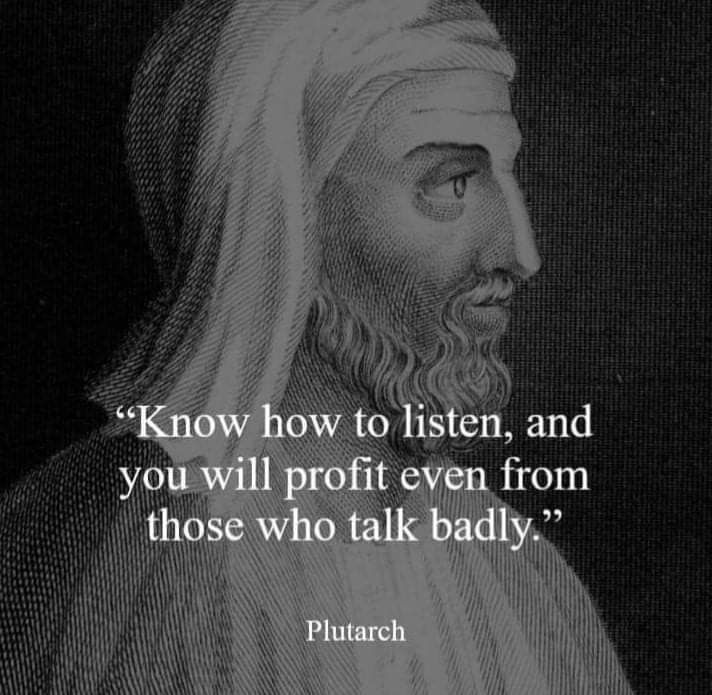 “Know how to listen, and
you will profit even from
those who talk badly.”
Plutarch